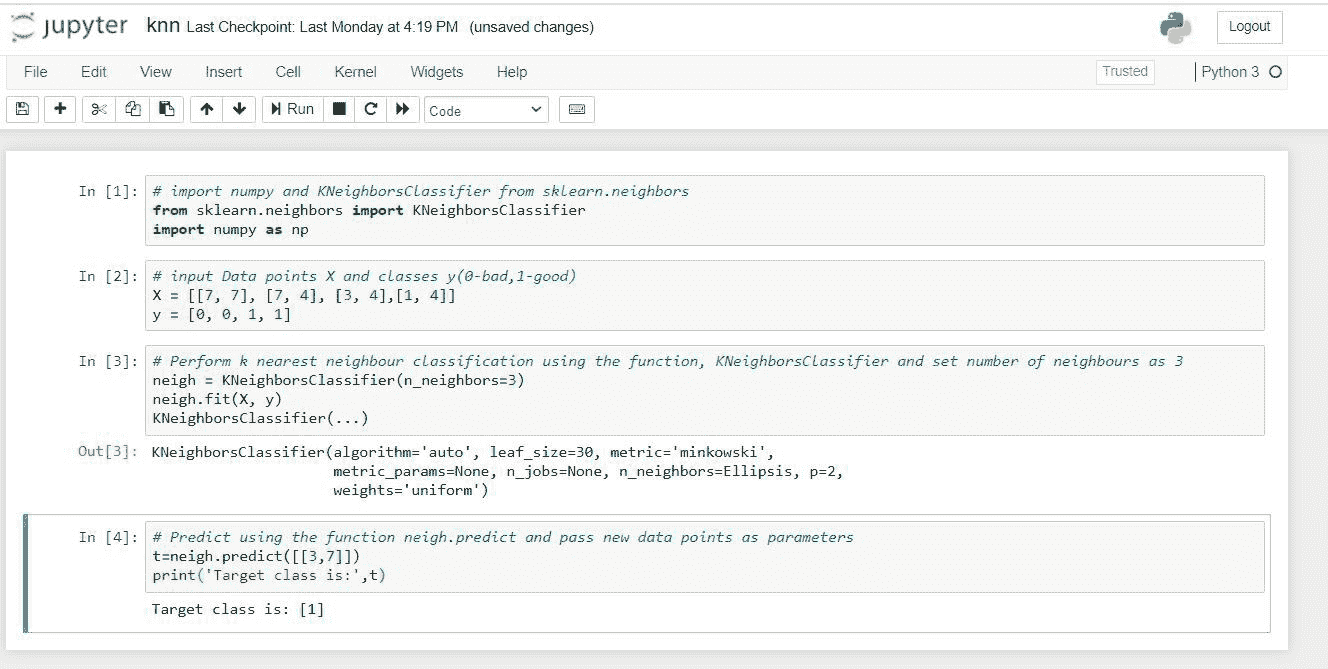 jupyter knn Last Checkpoint: Last Monday at 4:19 PM (unsaved changes) Logout
File Edit View Insert Cell Kernel Widgets Help Trusted Python 3
Run Code
In [1]: # import numpy and KNeighborsClassifier from sklearn.neighbors
from sklearn.neighbors import KNeighborsClassifier
import numpy as np
In [2]: # input Data points X and classes y(0-bad,1-good)
X = [[7, 7], [7, 4], [3, 4],[1, 4]]
y = [0, 0, 1, 1]
In [3]: # Perform k nearest neighbour classification using the function, KNeighborsClassifier and set number of neighbours as 3
neigh = KNeighborsClassifier(n_neighbors=3)
neigh.fit(X, y)
KNeighborsClassifier(...)
Out[3]: KNeighborsClassifier(algorithm='auto', leaf_size=30, metric='minkowski',
metric_params=None, n_jobs=None, n_neighbors=Ellipsis, p=2,
weights='uniform')
In [4]: # Predict using the function neigh.predict and pass new data points as parameters
t=neigh.predict([[3,7]])
print('Target class is:',t)
Target class is: [1]